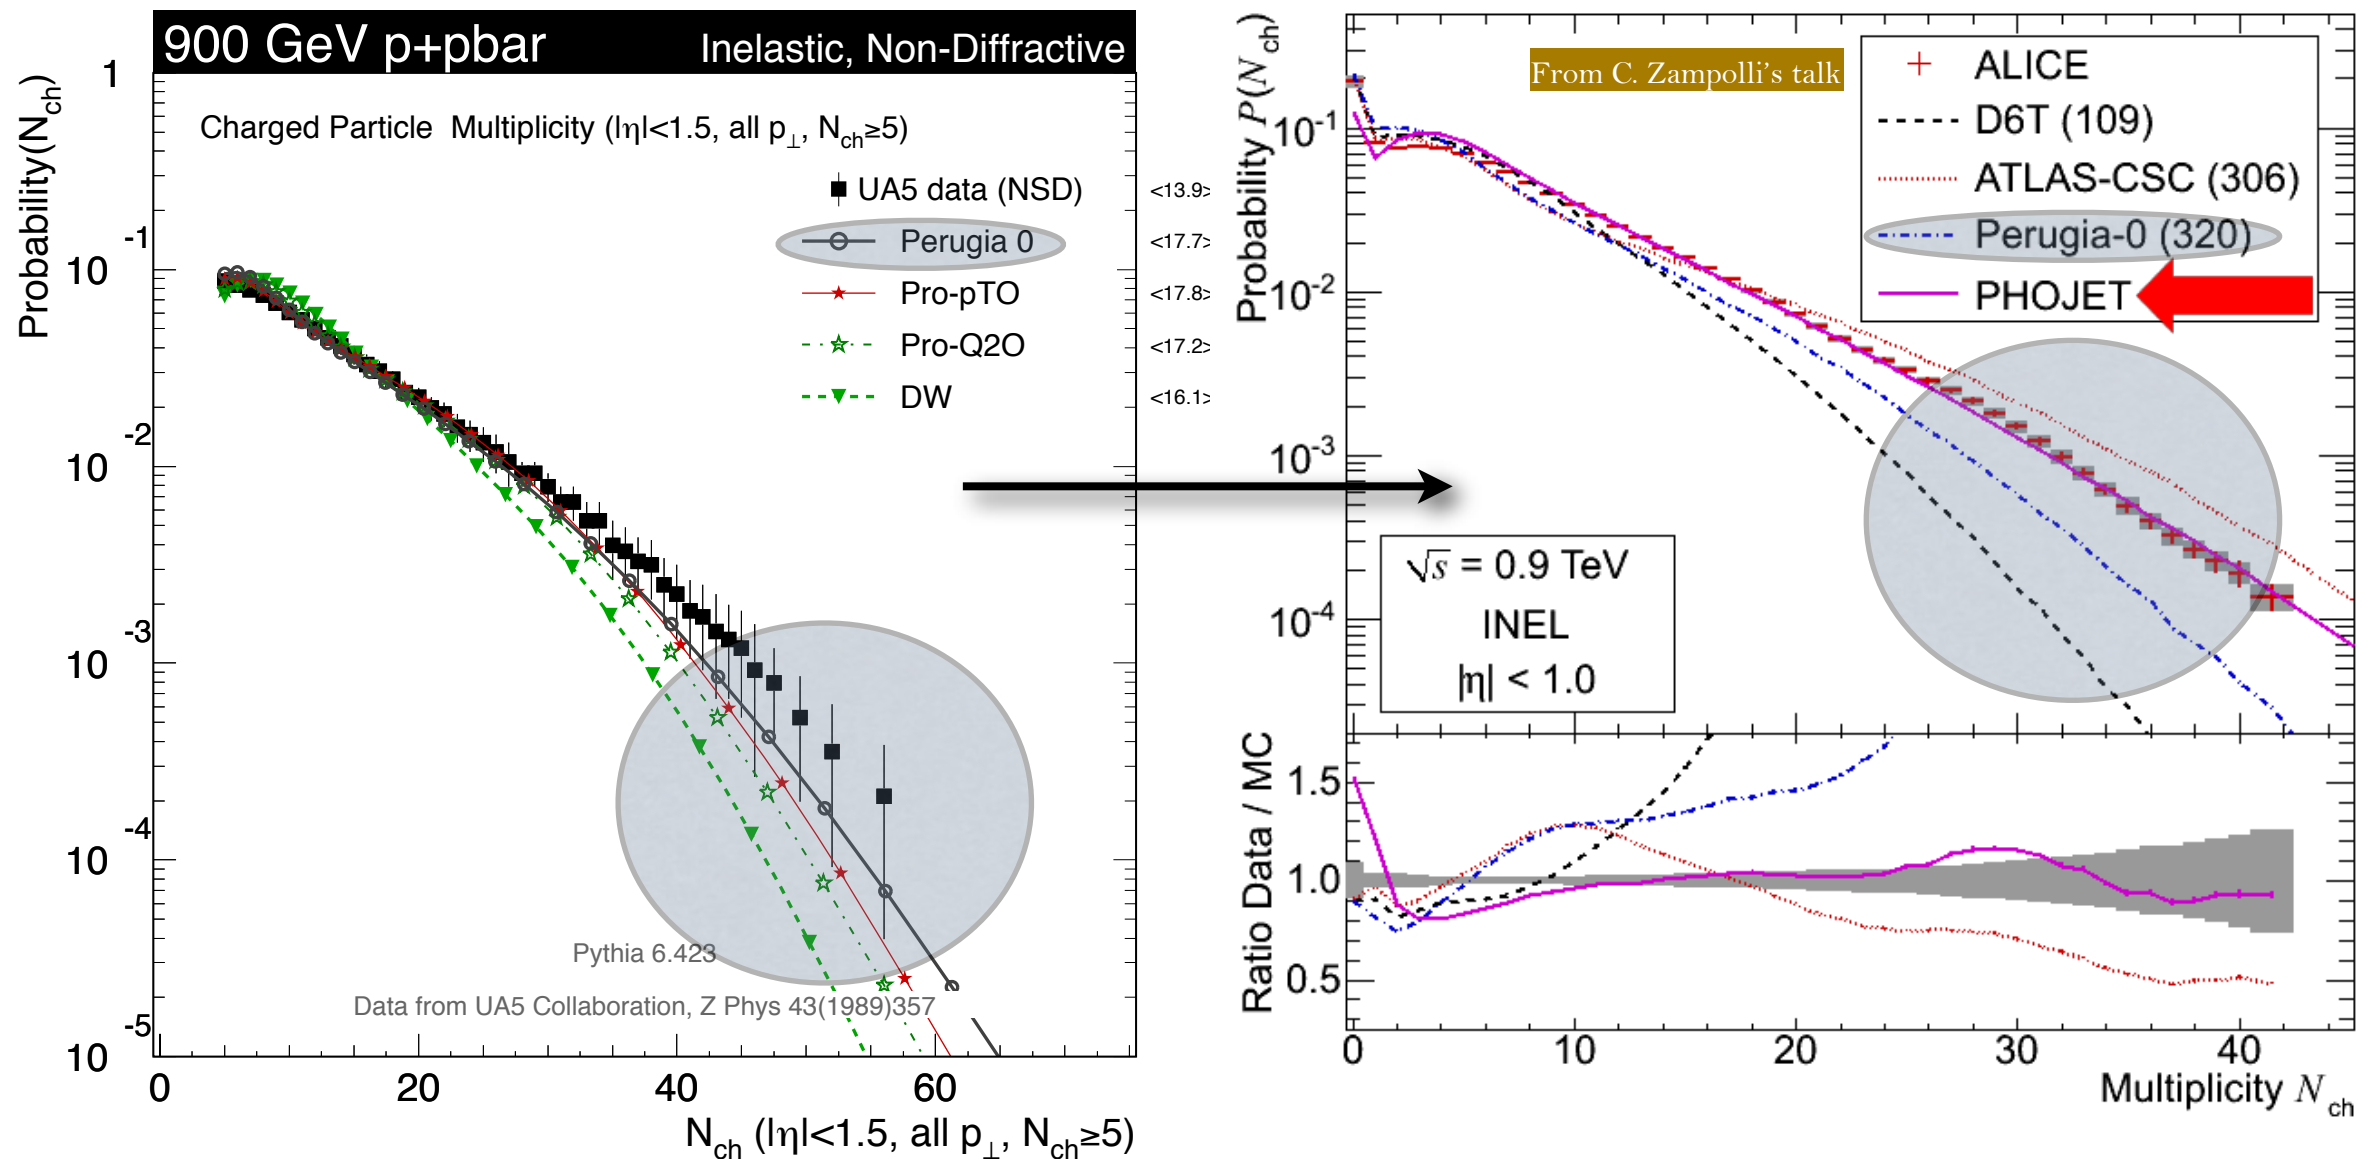 900 GeV p+pbar Inelastic, Non-Diffractive
Charged Particle Multiplicity (|η|<1.5, all p⊥, Nch≥5)
Probability(Nch)
UA5 data (NSD) <13.9>
Perugia 0 <17.7>
Pro-pTO <17.8>
Pro-Q2O <17.2>
DW <16.1>
1
10-1
10-2
10-3
10-4
10-5
Pythia 6.423
Data from UA5 Collaboration, Z Phys 43(1989)357
0 20 40 60
Nch (|η|<1.5, all p⊥, Nch≥5)
Probability P(Nch)
From C. Zampolli's talk
ALICE
D6T (109)
ATLAS-CSC (306)
Perugia-0 (320)
PHOJET
10-1
10-2
10-3
10-4
√s = 0.9 TeV
INEL
|η| < 1.0
Ratio Data / MC
1.5
1.0
0.5
0 10 20 30 40
Multiplicity Nch